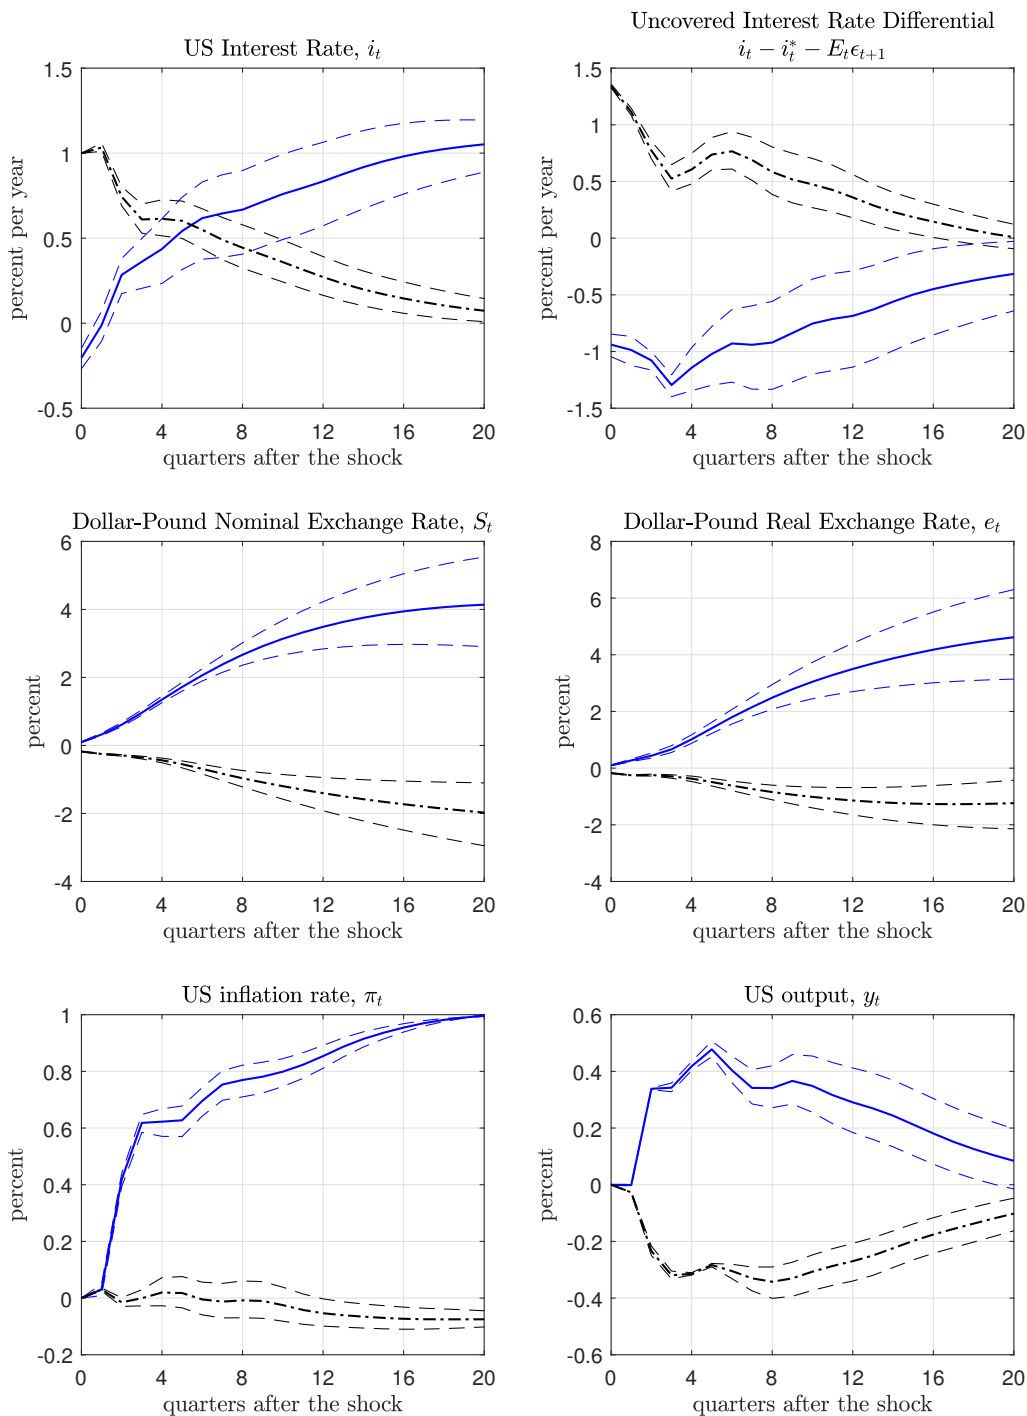 US Interest Rate, i_t
1.5
1
0.5
0
-0.5
percent per year
0 4 8 12 16 20
quarters after the shock
Uncovered Interest Rate Differential
i_t − i_t^* − E_tϵ_{t+1}
1.5
1
0.5
0
-0.5
-1
-1.5
percent per year
0 4 8 12 16 20
quarters after the shock
Dollar-Pound Nominal Exchange Rate, S_t
6
4
2
0
-2
-4
percent
0 4 8 12 16 20
quarters after the shock
Dollar-Pound Real Exchange Rate, e_t
8
6
4
2
0
-2
-4
percent
0 4 8 12 16 20
quarters after the shock
US inflation rate, π_t
1
0.8
0.6
0.4
0.2
0
-0.2
percent
0 4 8 12 16 20
quarters after the shock
US output, y_t
0.6
0.4
0.2
0
-0.2
-0.4
-0.6
percent
0 4 8 12 16 20
quarters after the shock